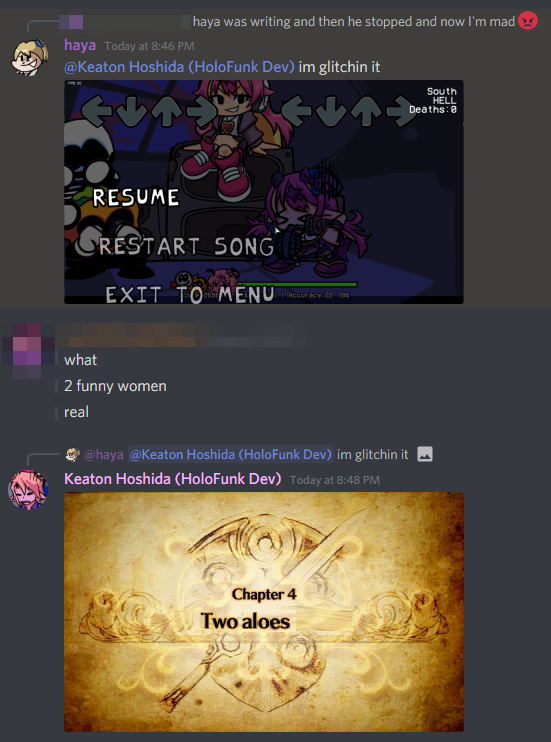 haya was writing and then he stopped and now I'm mad
haya Today at 8:46 PM
@Keaton Hoshida (HoloFunk Dev) im glitchin it
South
HELL
Deaths:0
RESUME
RESTART SONG
EXIT TO MENU
Accuracy
what
2 funny women
real
@haya @Keaton Hoshida (HoloFunk Dev) im glitchin it
Keaton Hoshida (HoloFunk Dev) Today at 8:48 PM
Chapter 4
Two aloes